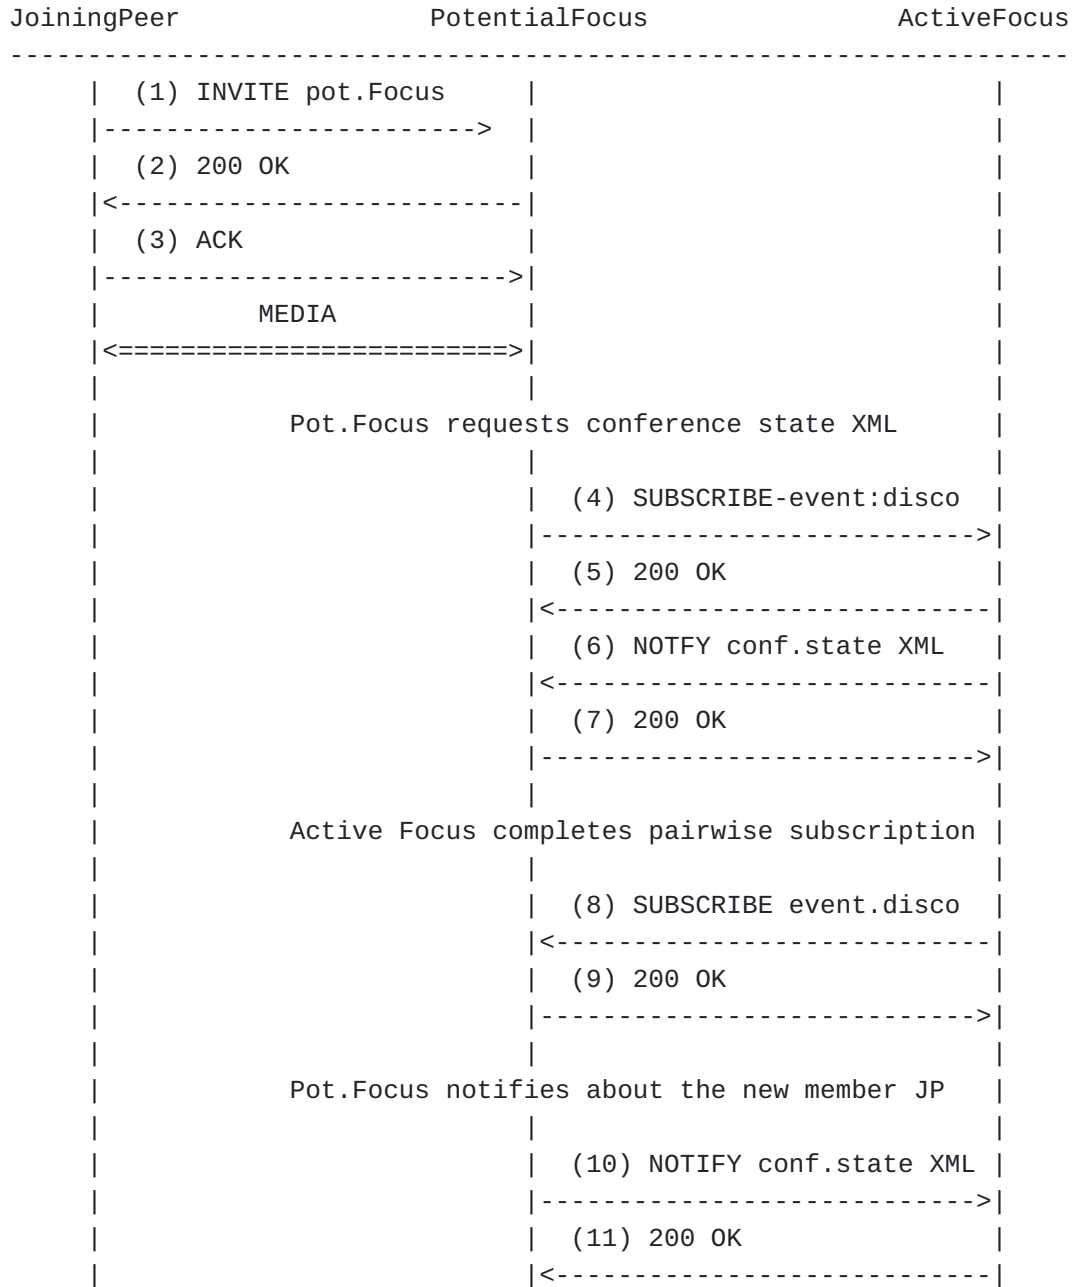 JoiningPeer                PotentialFocus                ActiveFocus
--------------------------------------------------------------------
     |  (1) INVITE pot.Focus     |                             |
     |------------------------>  |                             |
     |  (2) 200 OK               |                             |
     |<--------------------------|                             |
     |  (3) ACK                  |                             |
     |-------------------------->|                             |
     |          MEDIA            |                             |
     |<=========================>|                             |
     |                           |                             |
     |            Pot.Focus requests conference state XML      |
     |                           |                             |
     |                           |  (4) SUBSCRIBE-event:disco  |
     |                           |---------------------------->|
     |                           |  (5) 200 OK                 |
     |                           |<----------------------------|
     |                           |  (6) NOTFY conf.state XML   |
     |                           |<----------------------------|
     |                           |  (7) 200 OK                 |
     |                           |---------------------------->|
     |                           |                             |
     |            Active Focus completes pairwise subscription |
     |                           |                             |
     |                           |  (8) SUBSCRIBE event.disco  |
     |                           |<----------------------------|
     |                           |  (9) 200 OK                 |
     |                           |---------------------------->|
     |                           |                             |
     |            Pot.Focus notifies about the new member JP   |
     |                           |                             |
     |                           |  (10) NOTIFY conf.state XML |
     |                           |---------------------------->|
     |                           |  (11) 200 OK                |
     |                           |<----------------------------|